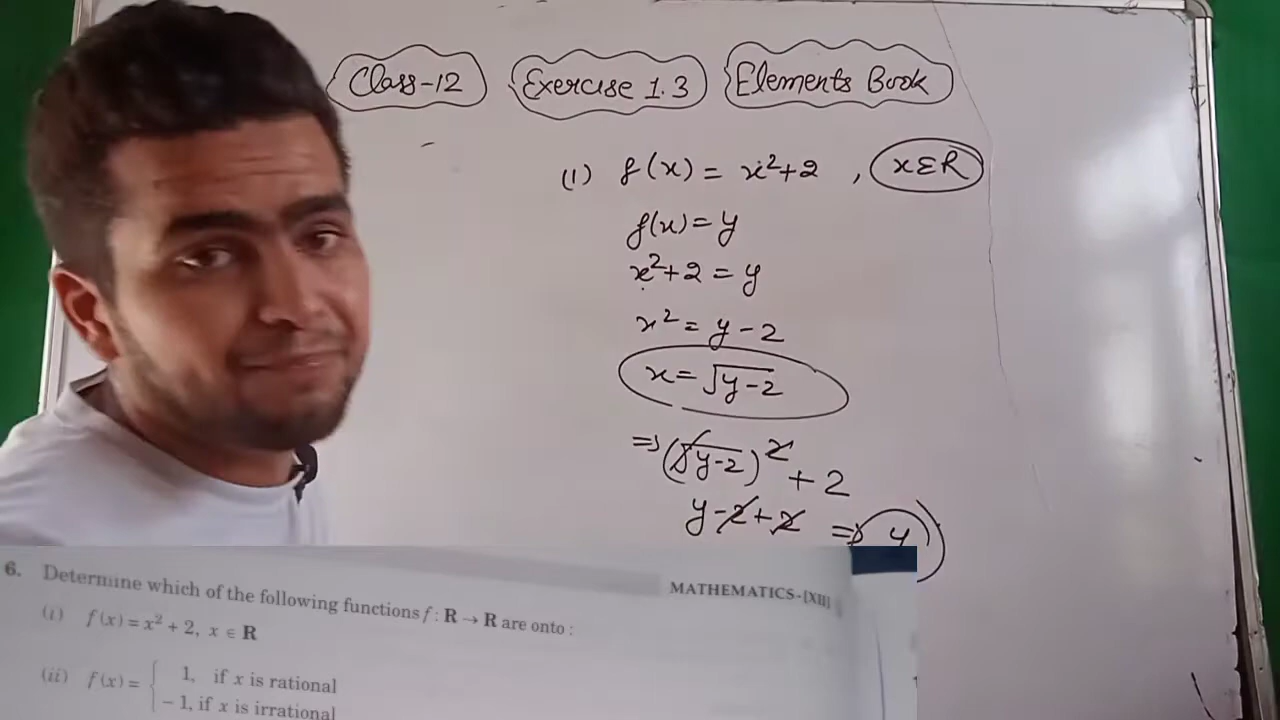 Class-12 Exercise 1.3 Elements Book
(1) f(x) = x²+2 , x∈R
f(x) = y
x²+2 = y
x² = y-2
x = √y-2
⇒ (√y-2)² + 2
y-2+2 ⇒ y
MATHEMATICS-(XII)
6. Determine which of the following functions f : R → R are onto :
(i) f(x) = x² + 2, x ∈ R
(ii) f(x) = { 1, if x is rational
- 1, if x is irrational